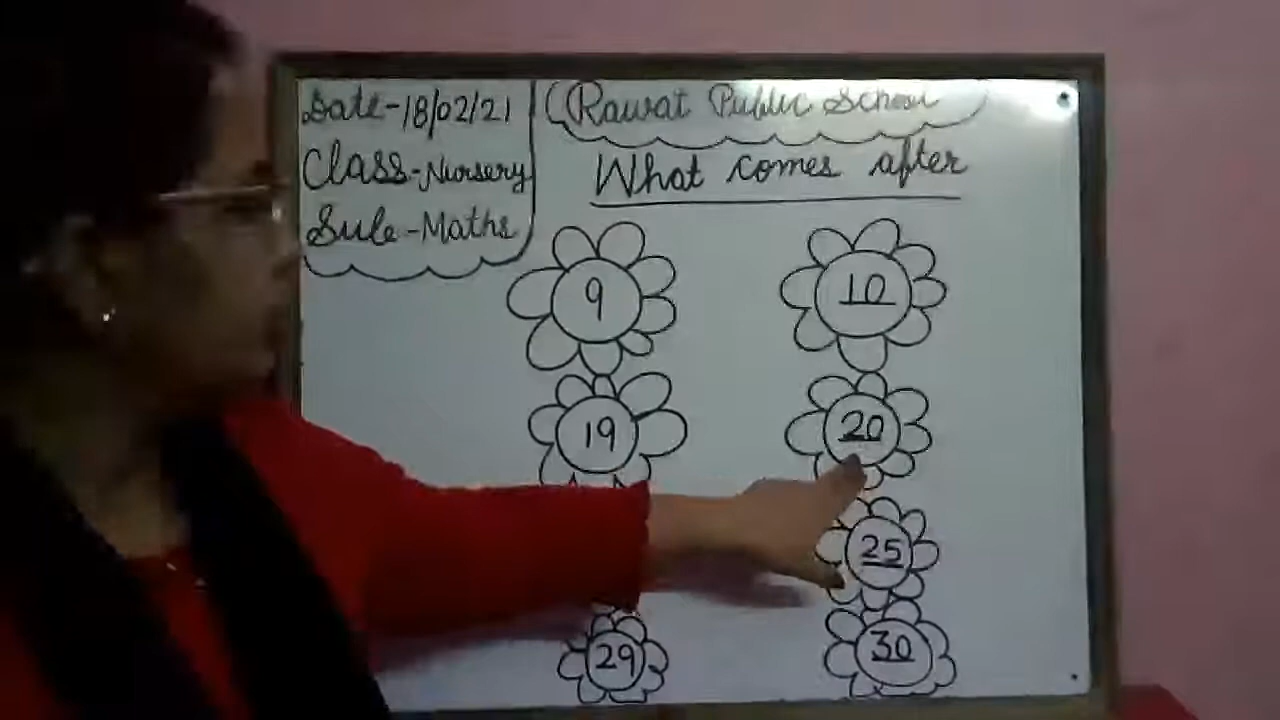 Date-18/02/21
Class-Nursery
Sule-Maths
Rawat Public School
What comes after
9 10
19 20
25
29 30